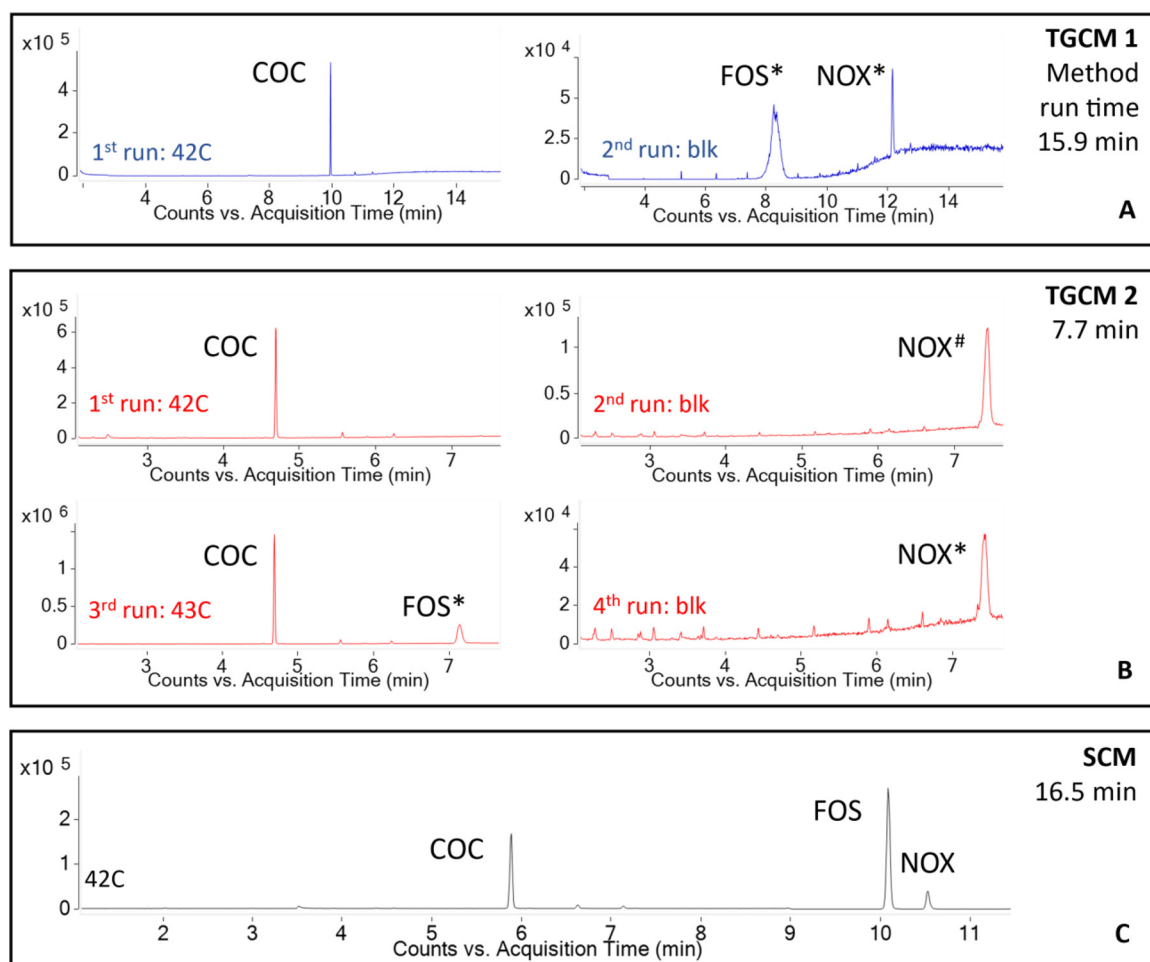 TGCM 1
Method
run time
15.9 min
A
x10 5
4
2
0
COC
1st run: 42C
4 6 8 10 12 14
Counts vs. Acquisition Time (min)
x10 4
5
2.5
0
FOS* NOX*
2nd run: blk
4 6 8 10 12 14
Counts vs. Acquisition Time (min)
TGCM 2
7.7 min
B
x10 5
6
4
2
0
COC
1st run: 42C
3 4 5 6 7
Counts vs. Acquisition Time (min)
x10 5
1
0.5
0
NOX#
2nd run: blk
3 4 5 6 7
Counts vs. Acquisition Time (min)
x10 6
1
0.5
0
COC
FOS*
3rd run: 43C
3 4 5 6 7
Counts vs. Acquisition Time (min)
x10 4
4
2
0
NOX*
4th run: blk
3 4 5 6 7
Counts vs. Acquisition Time (min)
SCM
16.5 min
C
x10 5
2
1
0
COC
FOS
NOX
42C
2 3 4 5 6 7 8 9 10 11
Counts vs. Acquisition Time (min)